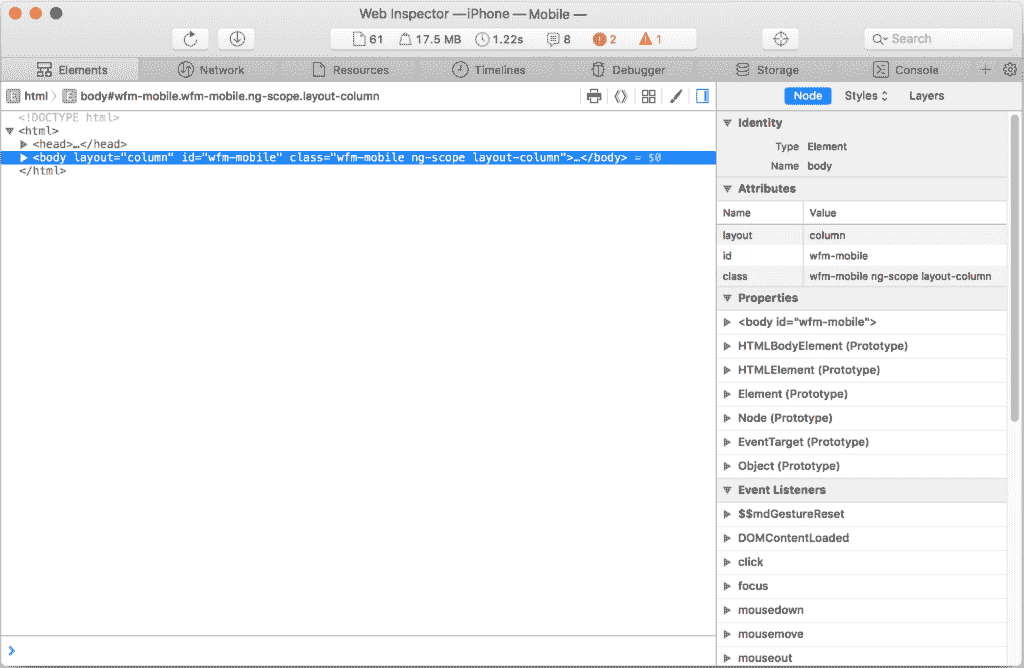 Web Inspector —iPhone — Mobile —
61 17.5 MB 1.22s 8 2 1 Search
Elements Network Resources Timelines Debugger Storage Console
html body#wfm-mobile.wfm-mobile.ng-scope.layout-column Node Styles Layers
<!DOCTYPE html>
<html>
<head>…</head>
<body layout="column" id="wfm-mobile" class="wfm-mobile ng-scope layout-column">…</body> = $0
</html>
Identity
Type Element
Name body
Attributes
Name Value
layout column
id wfm-mobile
class wfm-mobile ng-scope layout-column
Properties
<body id="wfm-mobile">
HTMLBodyElement (Prototype)
HTMLElement (Prototype)
Element (Prototype)
Node (Prototype)
EventTarget (Prototype)
Object (Prototype)
Event Listeners
$$mdGestureReset
DOMContentLoaded
click
focus
mousedown
mousemove
mouseout